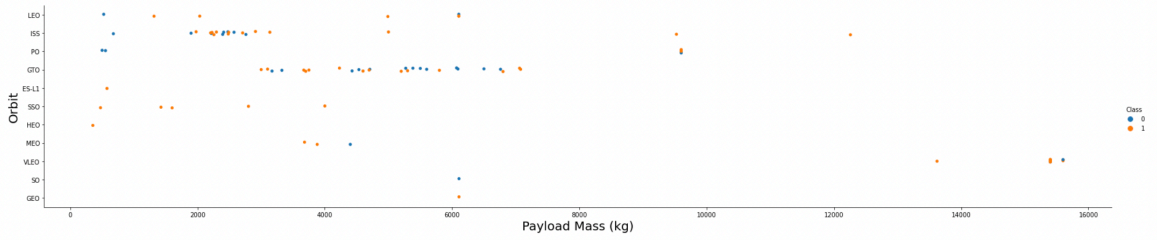 LEO
ISS
PO
GTO
ES-L1
SSO
HEO
MEO
VLEO
SO
GEO
Orbit
0 2000 4000 6000 8000 10000 12000 14000 16000
Payload Mass (kg)
Class
0
1